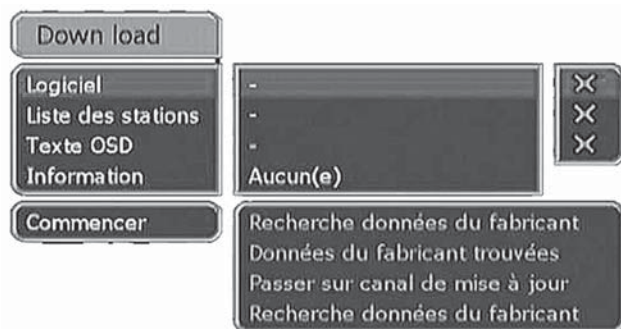 Down load
Logiciel -
Liste des stations -
Texte OSD -
Information Aucun(e)
Commencer
Recherche données du fabricant
Données du fabricant trouvées
Passer sur canal de mise à jour
Recherche données du fabricant